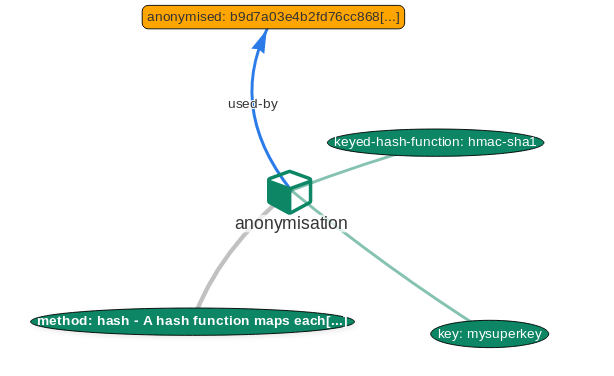 anonymised: b9d7a03e4b2fd76cc868[...]
used-by
keyed-hash-function: hmac-sha1
anonymisation
method: hash - A hash function maps each[...]
key: mysuperkey